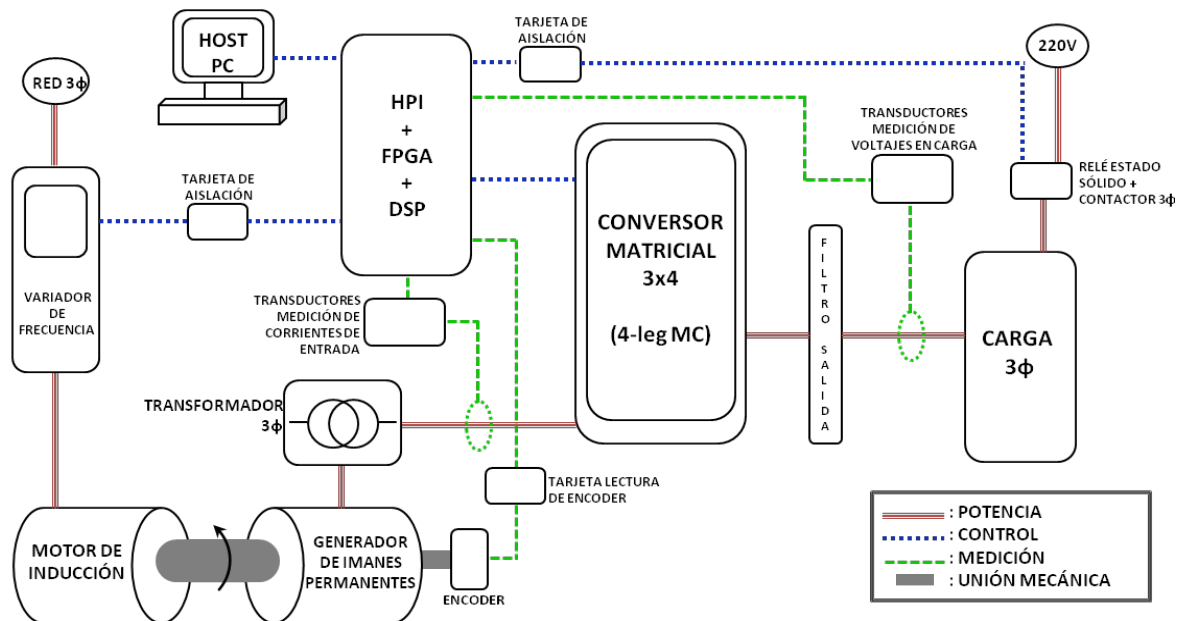 TARJETA DE
AISLACIÓN
HOST
PC
220V
RED 3ϕ
HPI
+
FPGA
+
DSP
TRANSDUCTORES
MEDICIÓN DE
VOLTAJES EN CARGA
TARJETA DE
AISLACIÓN
RELÉ ESTADO
SÓLIDO +
CONTACTOR 3ϕ
CONVERSOR
MATRICIAL
3x4
(4-leg MC)
FILTRO SALIDA
VARIADOR
DE
FRECUENCIA
TRANSDUCTORES
MEDICIÓN DE
CORRIENTES DE
ENTRADA
CARGA
3ϕ
TRANSFORMADOR
3ϕ
TARJETA LECTURA
DE ENCODER
MOTOR DE
INDUCCIÓN
GENERADOR
DE IMANES
PERMANENTES
ENCODER
: POTENCIA
: CONTROL
: MEDICIÓN
: UNIÓN MECÁNICA